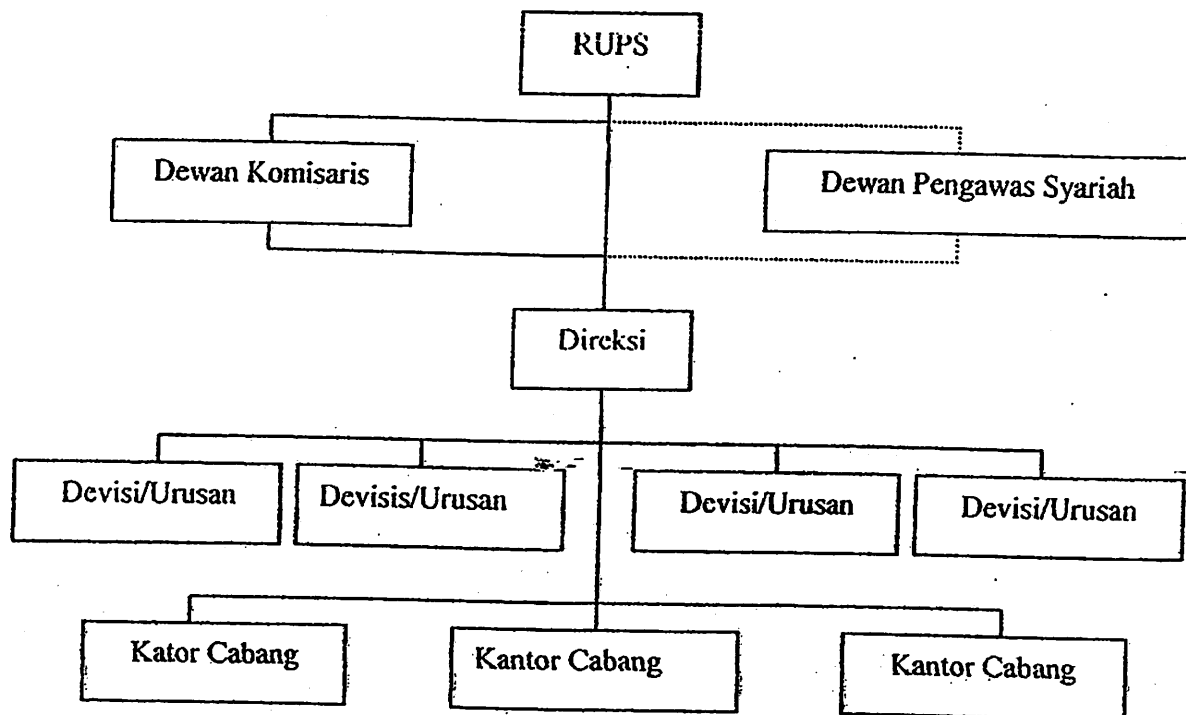 RUPS
Dewan Komisaris
Dewan Pengawas Syariah
Direksi
Devisi/Urusan
Devisis/Urusan
Devisi/Urusan
Devisi/Urusan
Kator Cabang
Kantor Cabang
Kantor Cabang